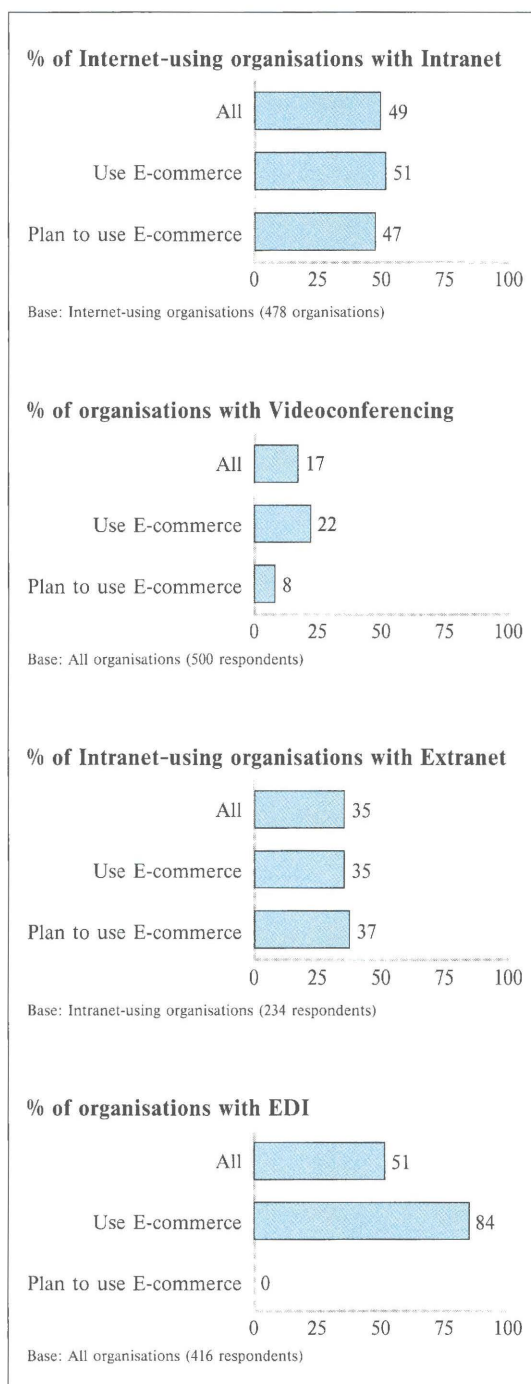 % of Internet-using organisations with Intranet
All 49
Use E-commerce 51
Plan to use E-commerce 47
0 25 50 75 100
Base: Internet-using organisations (478 organisations)
% of organisations with Videoconferencing
All 17
Use E-commerce 22
Plan to use E-commerce 8
0 25 50 75 100
Base: All organisations (500 respondents)
% of Intranet-using organisations with Extranet
All 35
Use E-commerce 35
Plan to use E-commerce 37
0 25 50 75 100
Base: Intranet-using organisations (234 respondents)
% of organisations with EDI
All 51
Use E-commerce 84
Plan to use E-commerce 0
0 25 50 75 100
Base: All organisations (416 respondents)